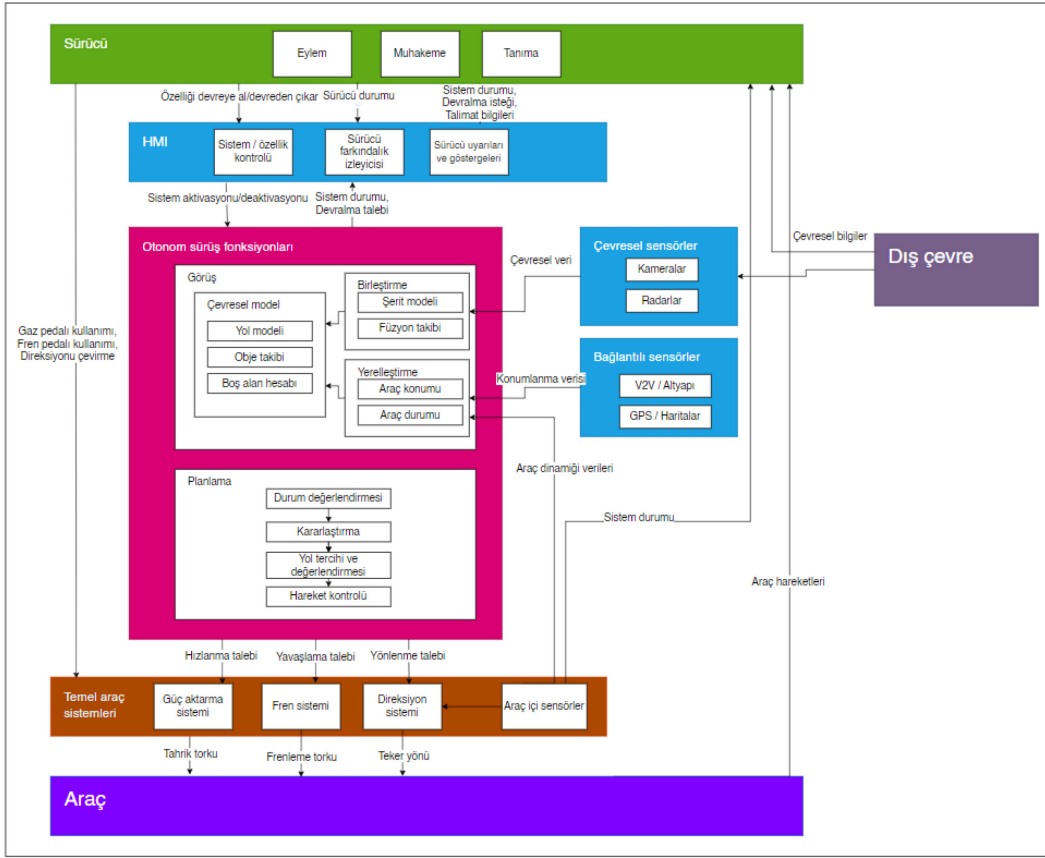 Sürücü
Eylem
Muhakeme
Tanıma
Özelliği devreye al/devreden çıkar
Sürücü durumu
Sistem durumu,
Devralma isteği,
Talimat bilgileri
HMI
Sistem / özellik
kontrolü
Sürücü
farkındalık
izleyicisi
Sürücü uyarıları
ve göstergeleri
Sistem aktivasyonu/deaktivasyonu
Sistem durumu,
Devralma talebi
Otonom sürüş fonksiyonları
Görüş
Çevresel model
Yol modeli
Obje takibi
Boş alan hesabı
Birleştirme
Şerit modeli
Füzyon takibi
Yerelleştirme
Araç konumu
Araç durumu
Çevresel veri
Çevresel sensörler
Kameralar
Radarlar
Çevresel bilgiler
Dış çevre
Konumlanma verisi
Bağlantılı sensörler
V2V / Altyapı
GPS / Haritalar
Gaz pedalı kullanımı,
Fren pedalı kullanımı,
Direksiyonu çevirme
Araç dinamiği verileri
Planlama
Durum değerlendirmesi
Kararlaştırma
Yol tercihi ve
değerlendirmesi
Hareket kontrolü
Sistem durumu
Araç hareketleri
Hızlanma talebi
Yavaşlama talebi
Yönlenme talebi
Temel araç
sistemleri
Güç aktarma
sistemi
Fren sistemi
Direksiyon
sistemi
Araç içi sensörler
Tahrik torku
Frenleme torku
Teker yönü
Araç